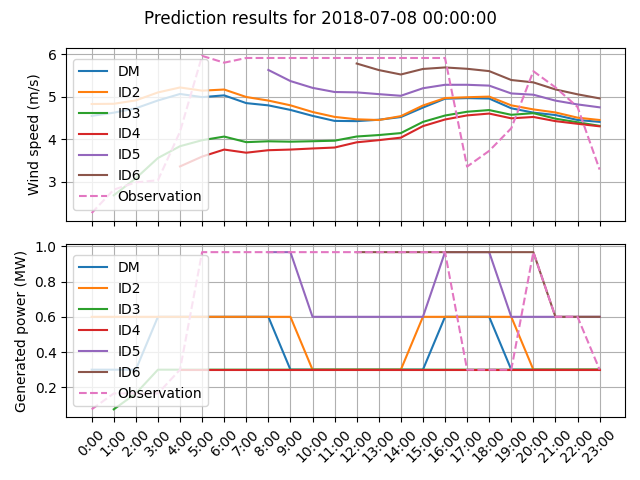 Prediction results for 2018-07-08 00:00:00
Wind speed (m/s)
6
5
4
3
DM
ID2
ID3
ID4
ID5
ID6
Observation
Generated power (MW)
1.0
0.8
0.6
0.4
0.2
DM
ID2
ID3
ID4
ID5
ID6
Observation
0:00 1:00 2:00 3:00 4:00 5:00 6:00 7:00 8:00 9:00 10:00 11:00 12:00 13:00 14:00 15:00 16:00 17:00 18:00 19:00 20:00 21:00 22:00 23:00